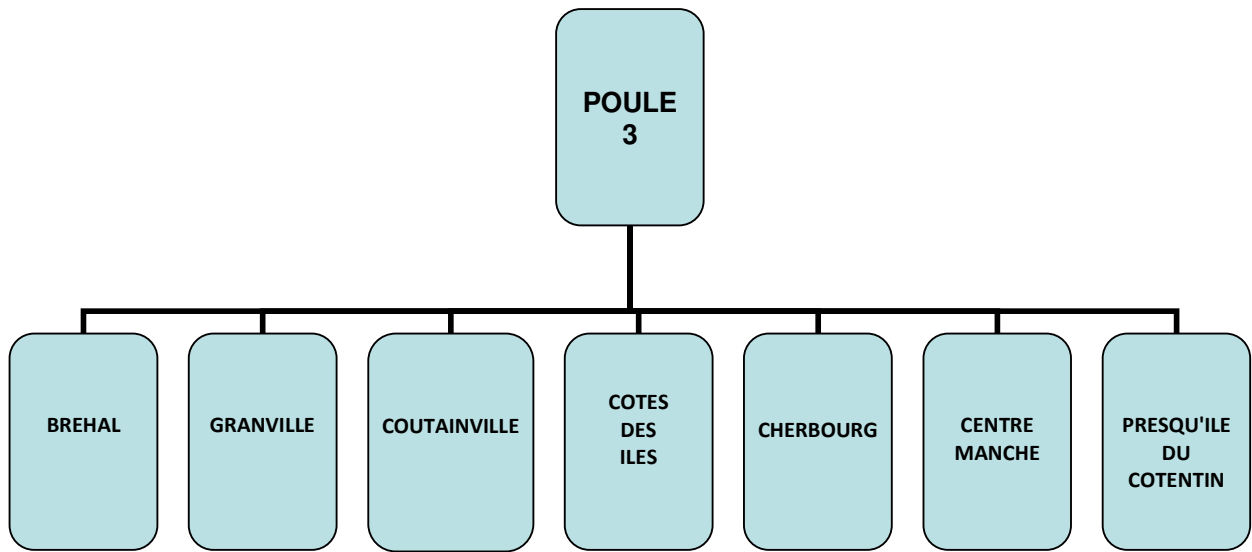 POULE
3
BREHAL
GRANVILLE
COUTAINVILLE
COTES
DES
ILES
CHERBOURG
CENTRE
MANCHE
PRESQU'ILE
DU
COTENTIN